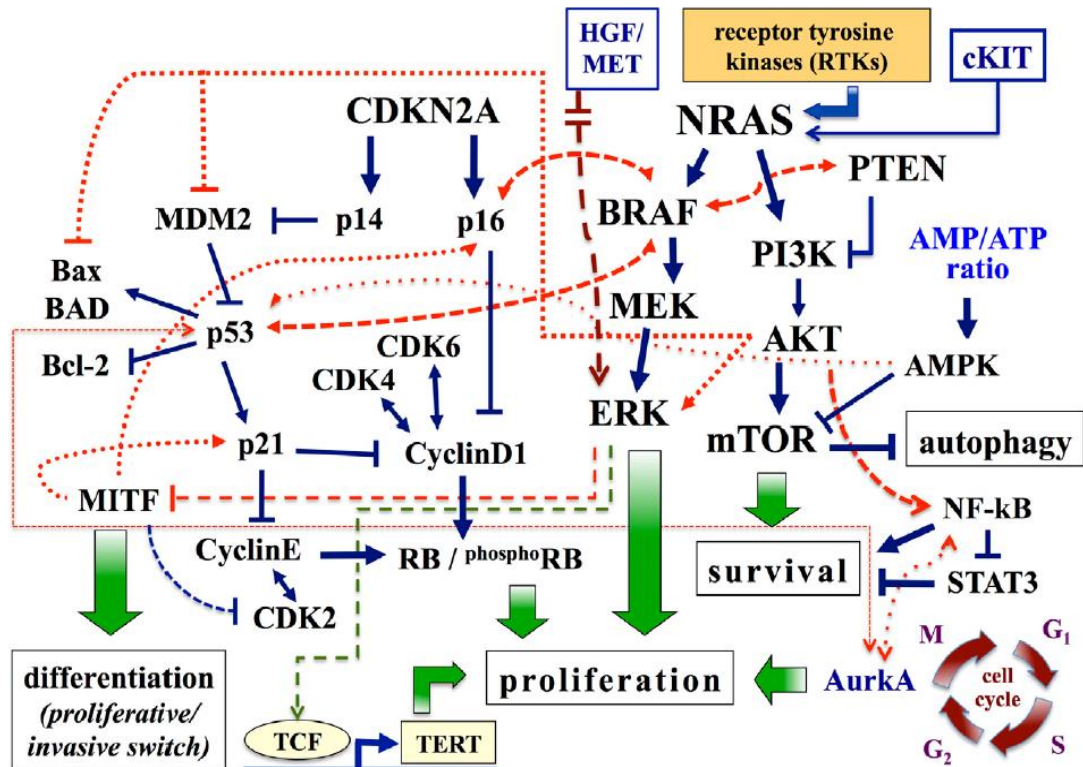 HGF/
MET
receptor tyrosine
kinases (RTKs)
cKIT
CDKN2A
NRAS
PTEN
MDM2
p14
p16
BRAF
PI3K
AMP/ATP
ratio
Bax
BAD
MEK
p53
Bcl-2
CDK6
CDK4
AKT
AMPK
ERK
mTOR
autophagy
p21
CyclinD1
MITF
NF-kB
CyclinE
RB / phosphoRB
survival
STAT3
CDK2
M
G1
differentiation
(proliferative/
invasive switch)
proliferation
AurkA
cell
cycle
TCF
TERT
G2
S